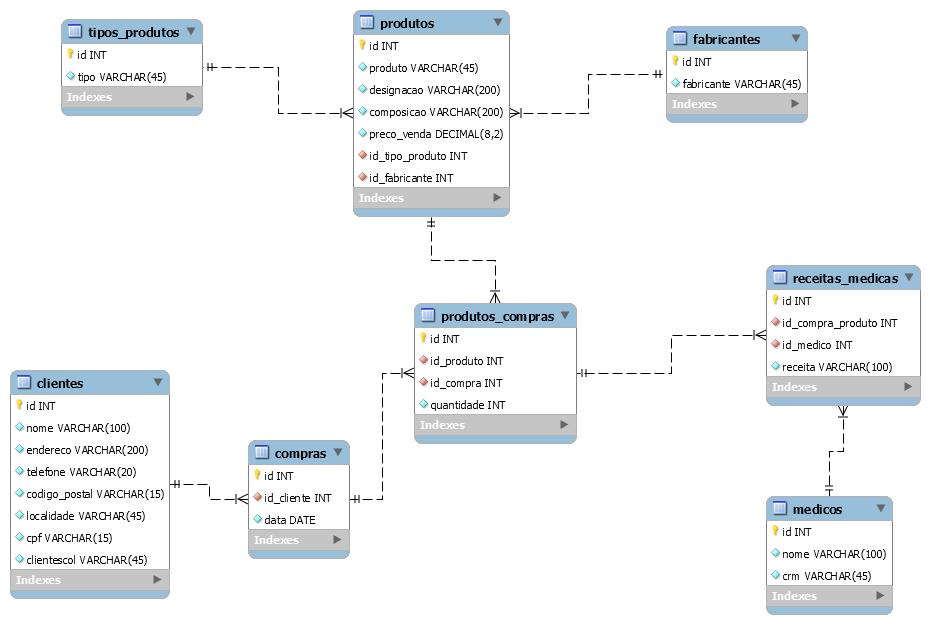 tipos_produtos
id INT
tipo VARCHAR(45)
Indexes
produtos
id INT
produto VARCHAR(45)
designacao VARCHAR(200)
composicao VARCHAR(200)
preco_venda DECIMAL(8,2)
id_tipo_produto INT
id_fabricante INT
Indexes
fabricantes
id INT
fabricante VARCHAR(45)
Indexes
produtos_compras
id INT
id_produto INT
id_compra INT
quantidade INT
Indexes
receitas_medicas
id INT
id_compra_produto INT
id_medico INT
receita VARCHAR(100)
Indexes
clientes
id INT
nome VARCHAR(100)
endereco VARCHAR(200)
telefone VARCHAR(20)
codigo_postal VARCHAR(15)
localidade VARCHAR(45)
cpf VARCHAR(15)
clientescol VARCHAR(45)
Indexes
compras
id INT
id_cliente INT
data DATE
Indexes
medicos
id INT
nome VARCHAR(100)
crm VARCHAR(45)
Indexes